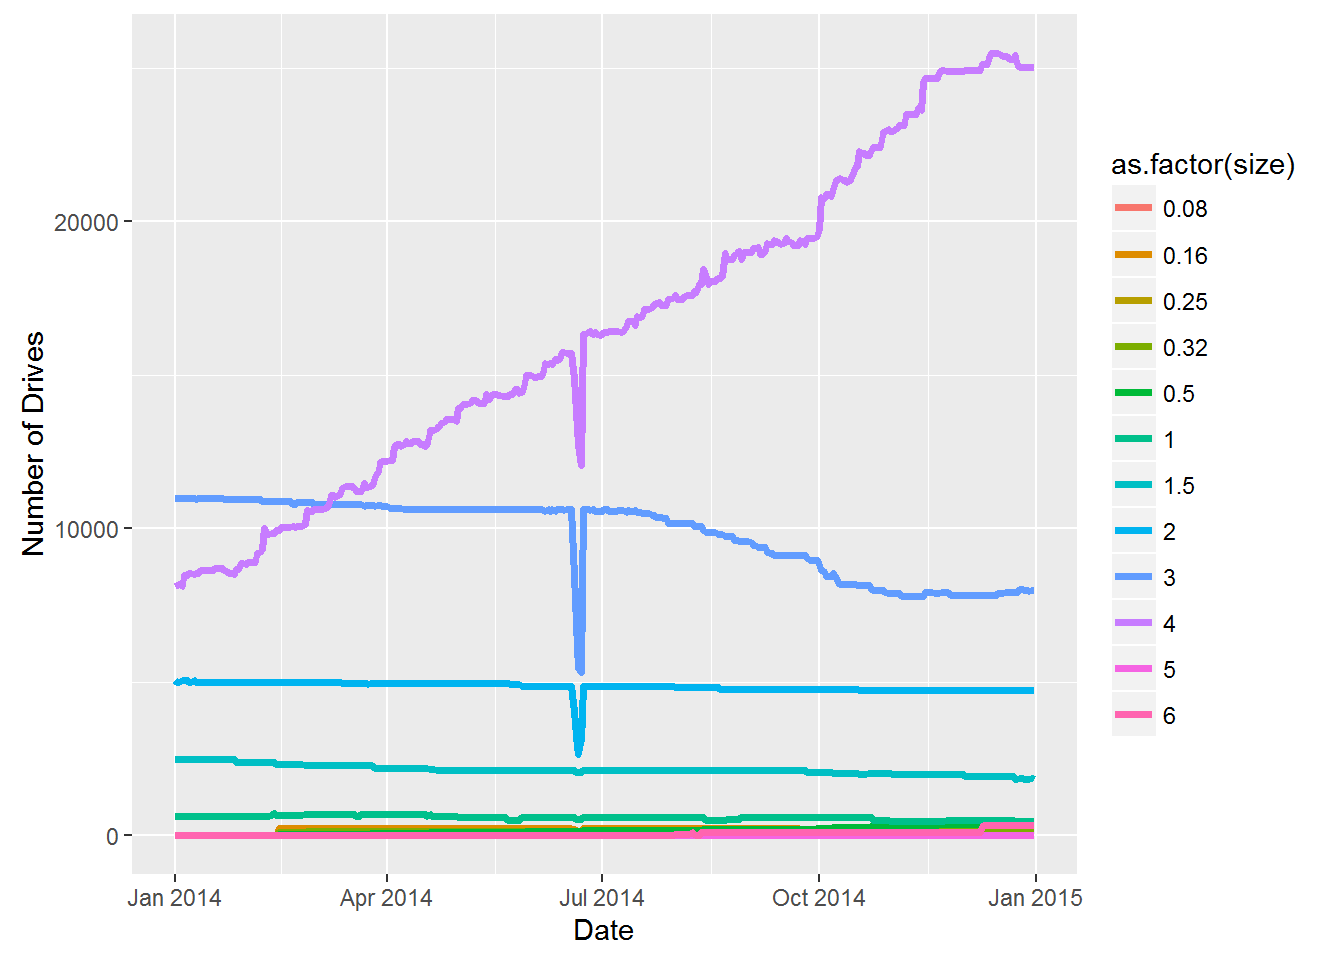 Number of Drives
20000
10000
0
Jan 2014
Apr 2014
Jul 2014
Oct 2014
Jan 2015
Date
as.factor(size)
0.08
0.16
0.25
0.32
0.5
1
1.5
2
3
4
5
6